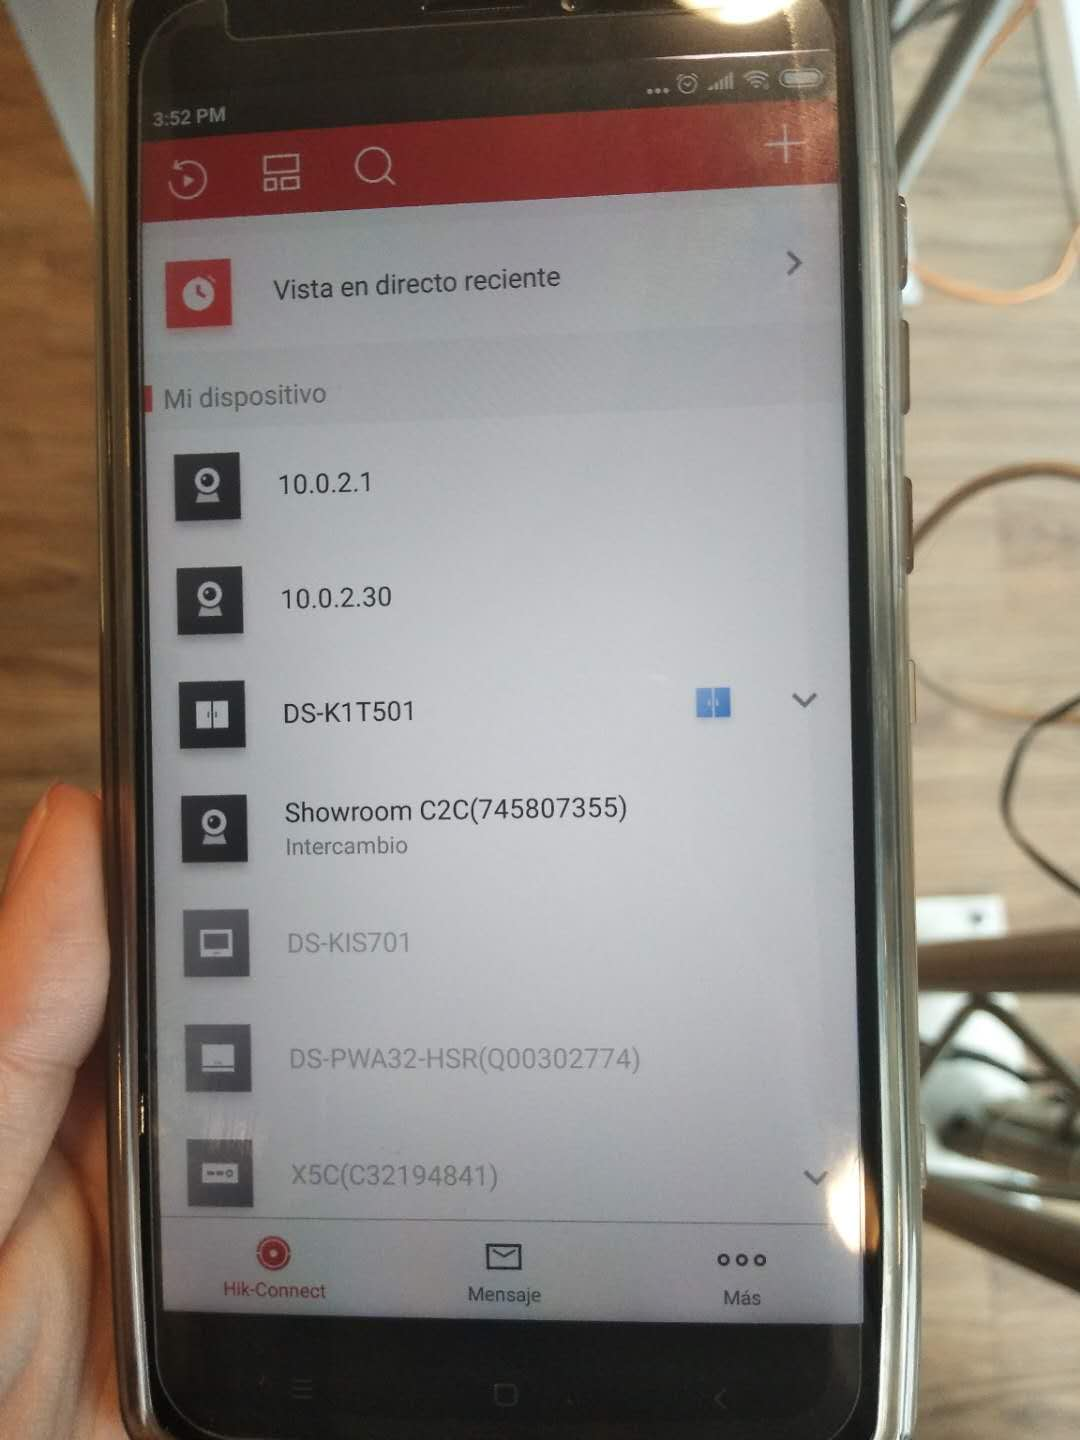 3:52 PM
Vista en directo reciente
Mi dispositivo
10.0.2.1
10.0.2.30
DS-K1T501
Showroom C2C(745807355)
Intercambio
DS-KIS701
DS-PWA32-HSR(Q00302774)
X5C(C32194841)
Hik-Connect
Mensaje
Más